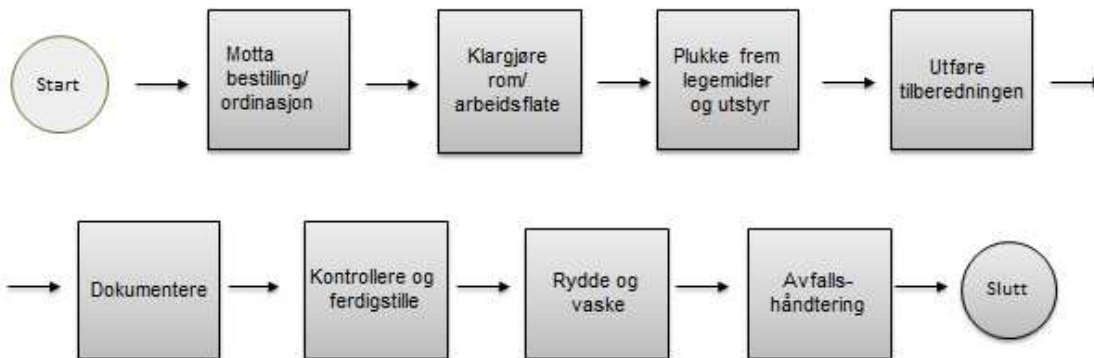 Start
Motta
bestilling/
ordinasjon
Klargjøre
rom/
arbeidsflate
Plukke frem
legemidler
og utstyr
Utføre
tilberedningen
Dokumentere
Kontrollere og
ferdigstille
Rydde og
vaske
Avfalls-
håndtering
Slutt